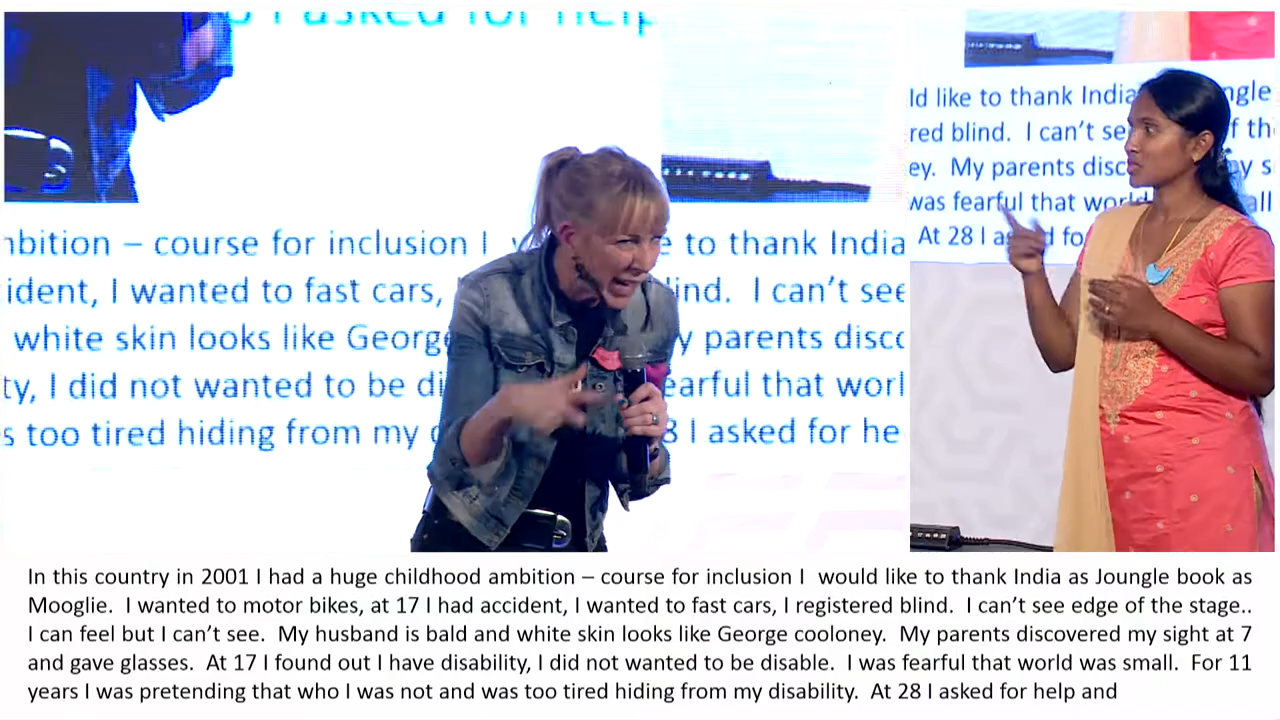 I asked for help
ld like to thank India ngle
red blind.  I can't se f th
ey.  My parents disc y s
was fearful that world all
At 28 I as d fo
nbition – course for inclusion I w e to thank India
ident, I wanted to fast cars, lind.  I can't see
white skin looks like George y parents disco
ty, I did not wanted to be di earful that worl
s too tired hiding from my d 8 I asked for he
In this country in 2001 I had a huge childhood ambition – course for inclusion I  would like to thank India as Joungle book as
Mooglie.  I wanted to motor bikes, at 17 I had accident, I wanted to fast cars, I registered blind.  I can't see edge of the stage..
I can feel but I can't see.  My husband is bald and white skin looks like George cooloney.  My parents discovered my sight at 7
and gave glasses.  At 17 I found out I have disability, I did not wanted to be disable.  I was fearful that world was small.  For 11
years I was pretending that who I was not and was too tired hiding from my disability.  At 28 I asked for help and